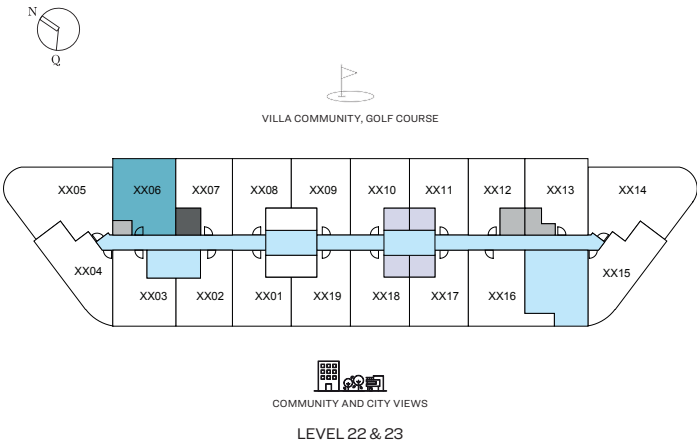 N
Q
VILLA COMMUNITY, GOLF COURSE
XX05 XX06 XX07 XX08 XX09 XX10 XX11 XX12 XX13 XX14
XX04 XX15
XX03 XX02 XX01 XX19 XX18 XX17 XX16
COMMUNITY AND CITY VIEWS
LEVEL 22 & 23